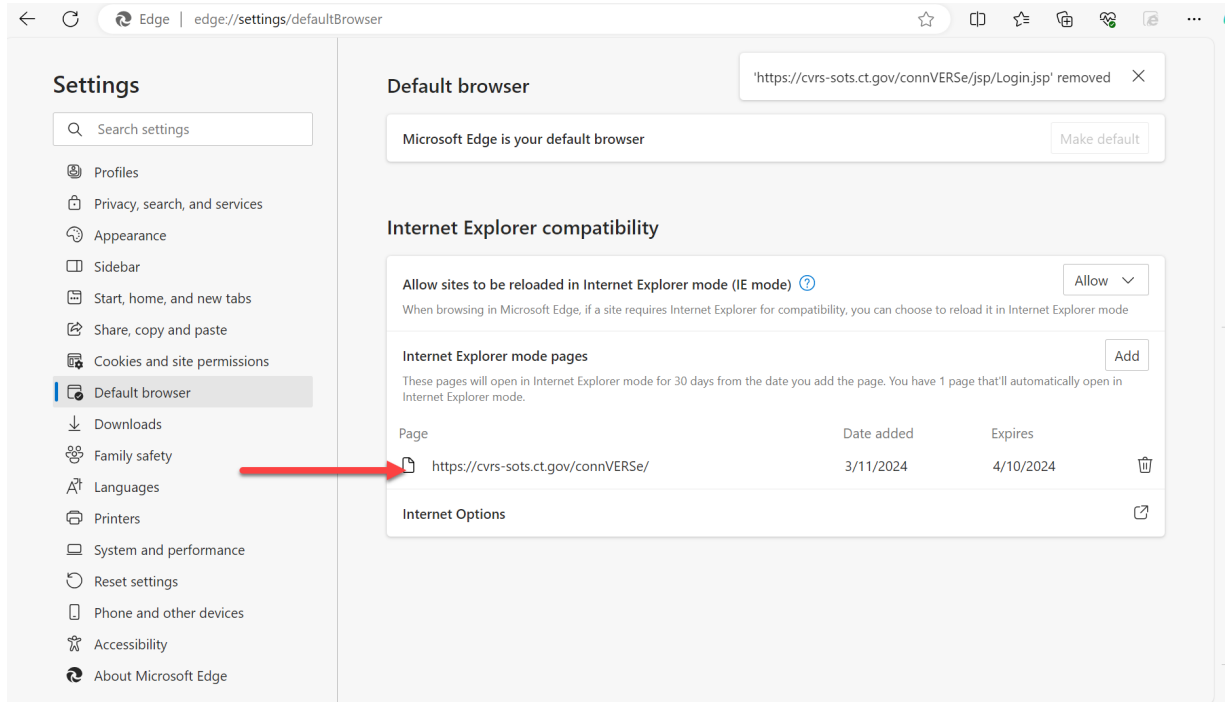 Edge | edge://settings/defaultBrowser
Settings
Search settings
Profiles
Privacy, search, and services
Appearance
Sidebar
Start, home, and new tabs
Share, copy and paste
Cookies and site permissions
Default browser
Downloads
Family safety
Languages
Printers
System and performance
Reset settings
Phone and other devices
Accessibility
About Microsoft Edge
Default browser
'https://cvrs-sots.ct.gov/connVERSe/jsp/Login.jsp' removed
Microsoft Edge is your default browser
Make default
Internet Explorer compatibility
Allow sites to be reloaded in Internet Explorer mode (IE mode)
Allow
When browsing in Microsoft Edge, if a site requires Internet Explorer for compatibility, you can choose to reload it in Internet Explorer mode
Internet Explorer mode pages
Add
These pages will open in Internet Explorer mode for 30 days from the date you add the page. You have 1 page that'll automatically open in
Internet Explorer mode.
Page Date added Expires
https://cvrs-sots.ct.gov/connVERSe/ 3/11/2024 4/10/2024
Internet Options